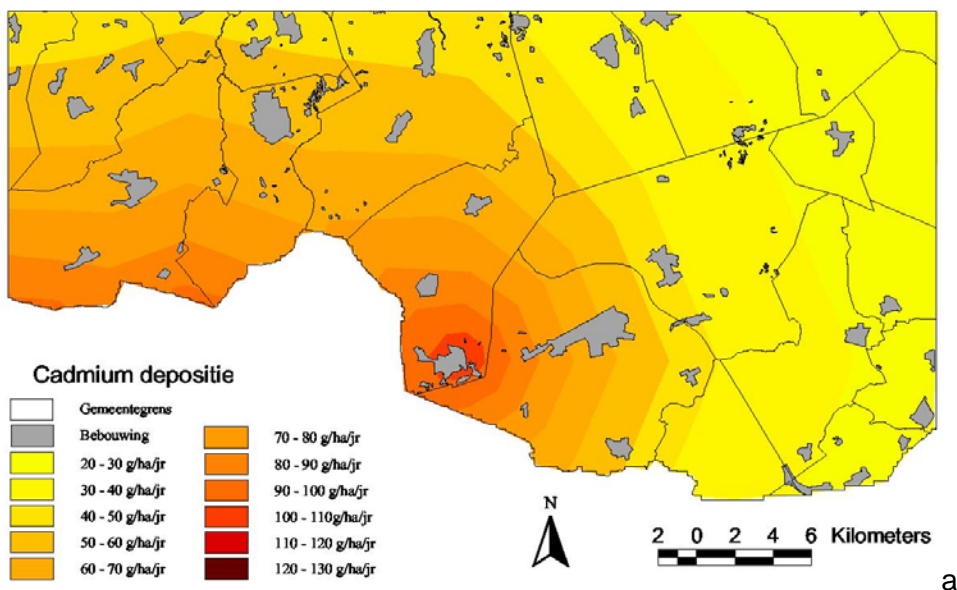 Cadmium depositie
Gemeentegrens
Bebouwing
20 - 30 g/ha/jr
30 - 40 g/ha/jr
40 - 50 g/ha/jr
50 - 60 g/ha/jr
60 - 70 g/ha/jr
70 - 80 g/ha/jr
80 - 90 g/ha/jr
90 - 100 g/ha/jr
100 - 110g/ha/jr
110 - 120 g/ha/jr
120 - 130 g/ha/jr
N
2 0 2 4 6 Kilometers
a